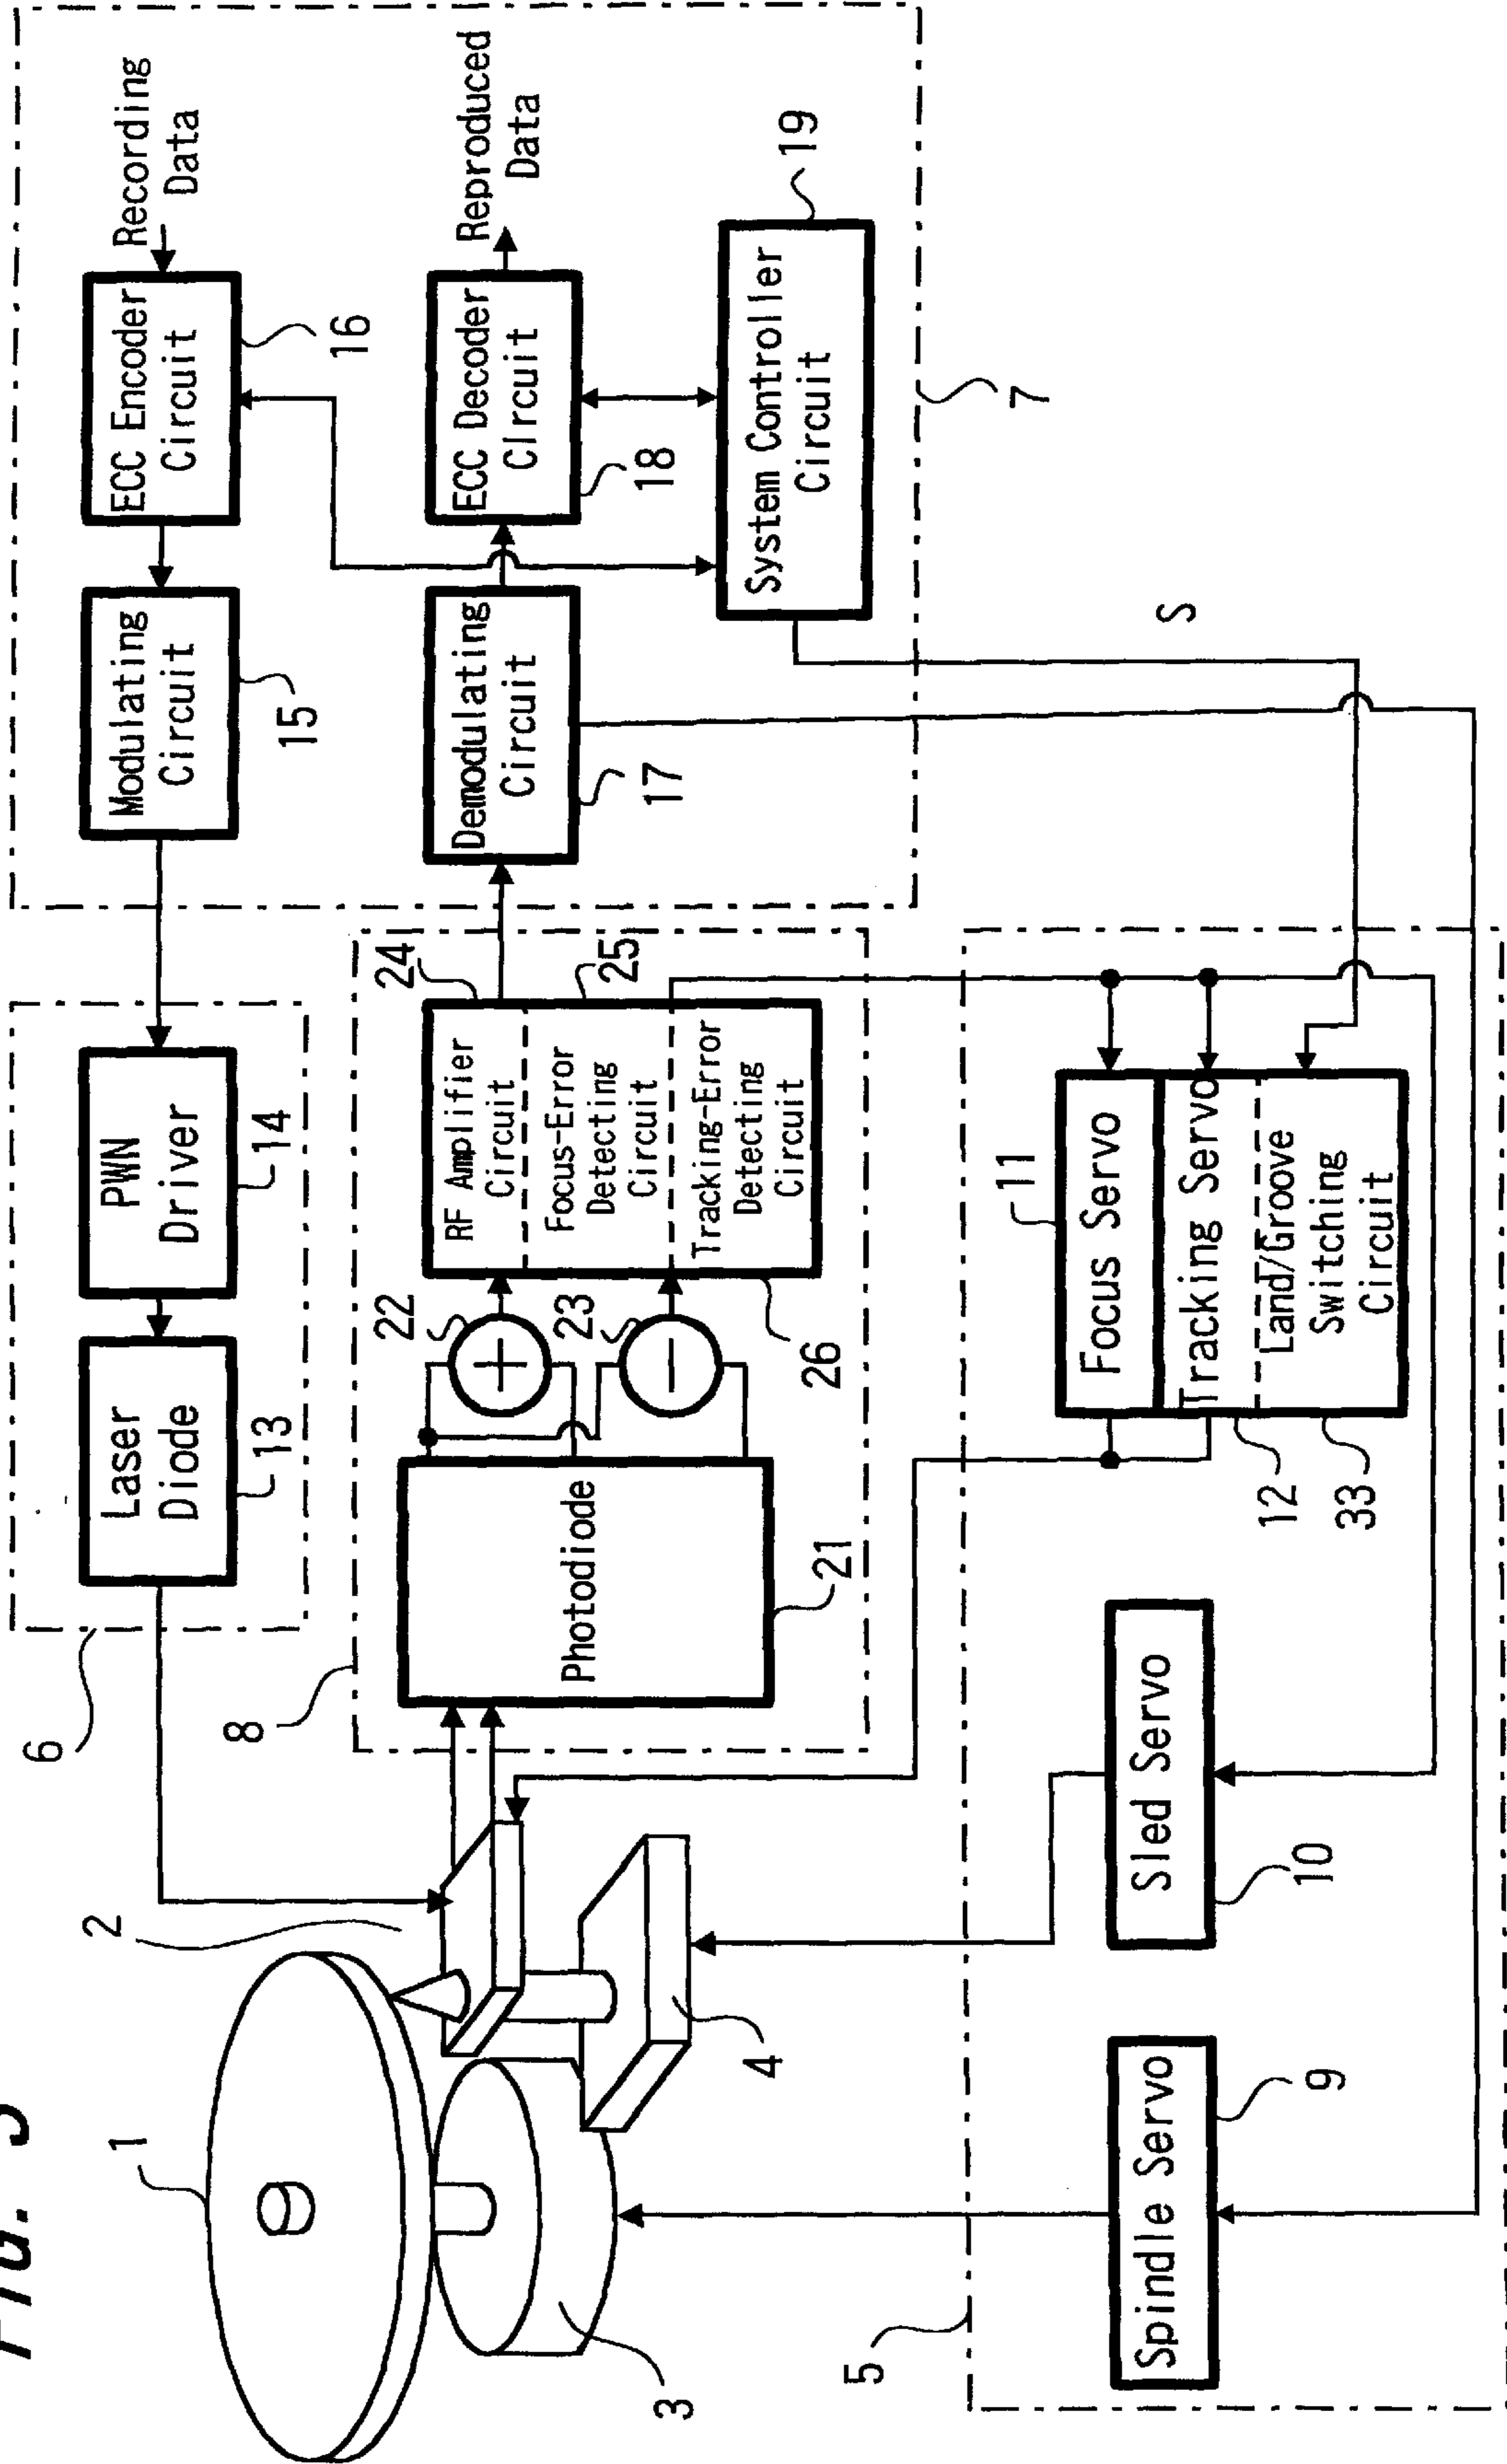 FIG.
1
2
3
4
6
Laser
Diode
13
PWN
Driver
14
Modulating
Circuit
15
ECC Encoder
Circuit
16
Recording
Data
8
Photodiode
21
22
23
24
RF Amplifier
Circuit
Focus-Error
Detecting
Circuit
25
Tracking-Error
Detecting
Circuit
26
Demodulating
Circuit
17
ECC Decoder
CIrcuit
18
Reproduced
Data
System Controller
Circuit
19
7
S
5
Spindle Servo
9
Sled Servo
10
11
Focus Servo
Tracking Servo
Land/Groove
Switching
Circuit
12
33